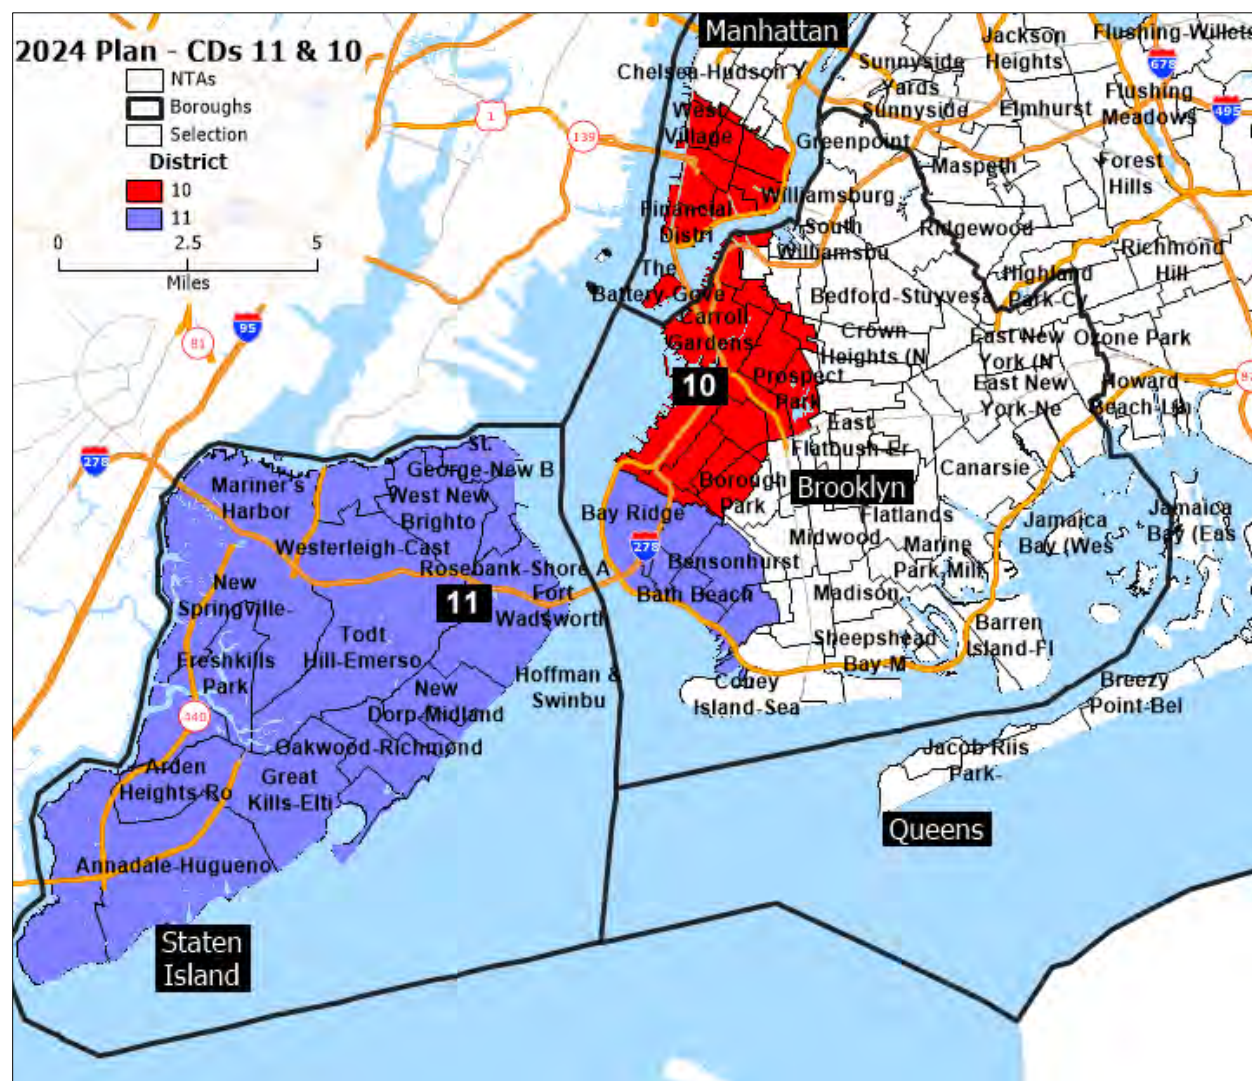 2024 Plan - CDs 11 & 10
NTAs
Boroughs
Selection
District
10
11
0
2.5
5
Miles
Manhattan
Chelsea-Hudson Y
West
Village
Financial
Distri
The
Battery-Gove
Sunnyside
Yards
Sunnyside
Jackson
Heights
Flushing-Willets
678
Flushing
Meadows
495
Elmhurst
Greenpoint
Maspeth
Forest
Hills
Williamsburg
South
Williamsbu
Ridgewood
Richmond
Hill
Highland
Park-Cy
Bedford-Stuyvesa
Carroll
Gardens-
Crown
Heights (N
East New
York (N
Ozone Park
East New
York-Ne
Howard
Beach-Lin
Prospect
Park
10
East
Flatbush-Er
Canarsie
Borough
Park
Brooklyn
Flatlands
Midwood
Marine
Park-Mill
Jamaica
Bay (Wes
Jamaica
Bay (Eas
Bay Ridge
278
Bensonhurst
Bath Beach
Madison
Sheepshead
Bay-M
Barren
Island-Fl
Coney
Island-Sea
Breezy
Point-Bel
Jacob Riis
Park-
Queens
1
139
81
95
278
St.
George-New B
Mariner's
Harbor
West New
Brighto
Westerleigh-Cast
Rosebank-Shore A
Fort
Wadsworth
11
New
Springville-
Todt
Hill-Emerso
Freshkills
Park
New
Dorp-Midland
Hoffman &
Swinbu
440
Oakwood-Richmond
Arden
Heights-Ro
Great
Kills-Elti
Annadale-Hugueno
Staten
Island